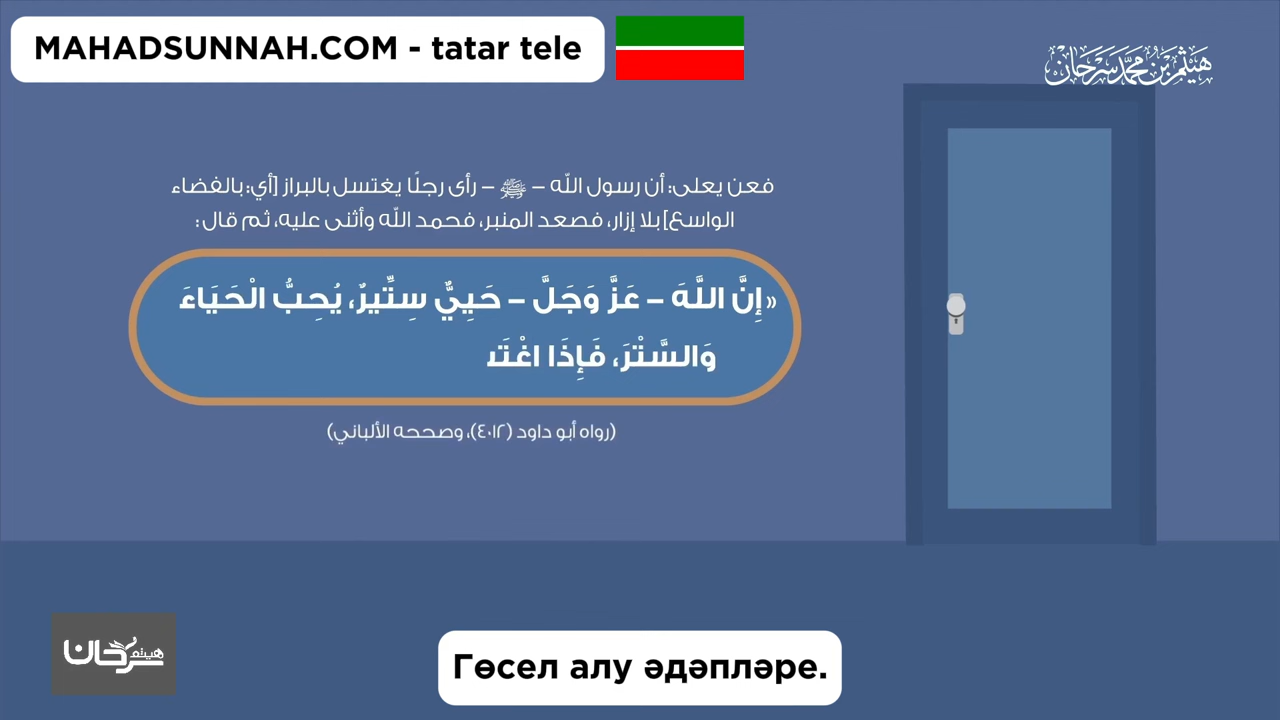 MAHADSUNNAH.COM - tatar tele
هيثم بن محمد سرحان
فعن يعلى: أن رسول الله – ﷺ – رأى رجلًا يغتسل بالبراز [أي: بالفضاء
الواسع] بلا إزار، فصعد المنبر، فحمد الله وأثنى عليه، ثم قال:
«إِنَّ اللَّهَ – عَزَّ وَجَلَّ – حَيِيٌّ سِتِّيرٌ، يُحِبُّ الْحَيَاءَ
وَالسَّتْرَ، فَإِذَا اغْتَ
(رواه أبو داود (٤٠١٢)، وصححه الألباني)
هيثم سرحان
Гөсел алу әдәпләре.